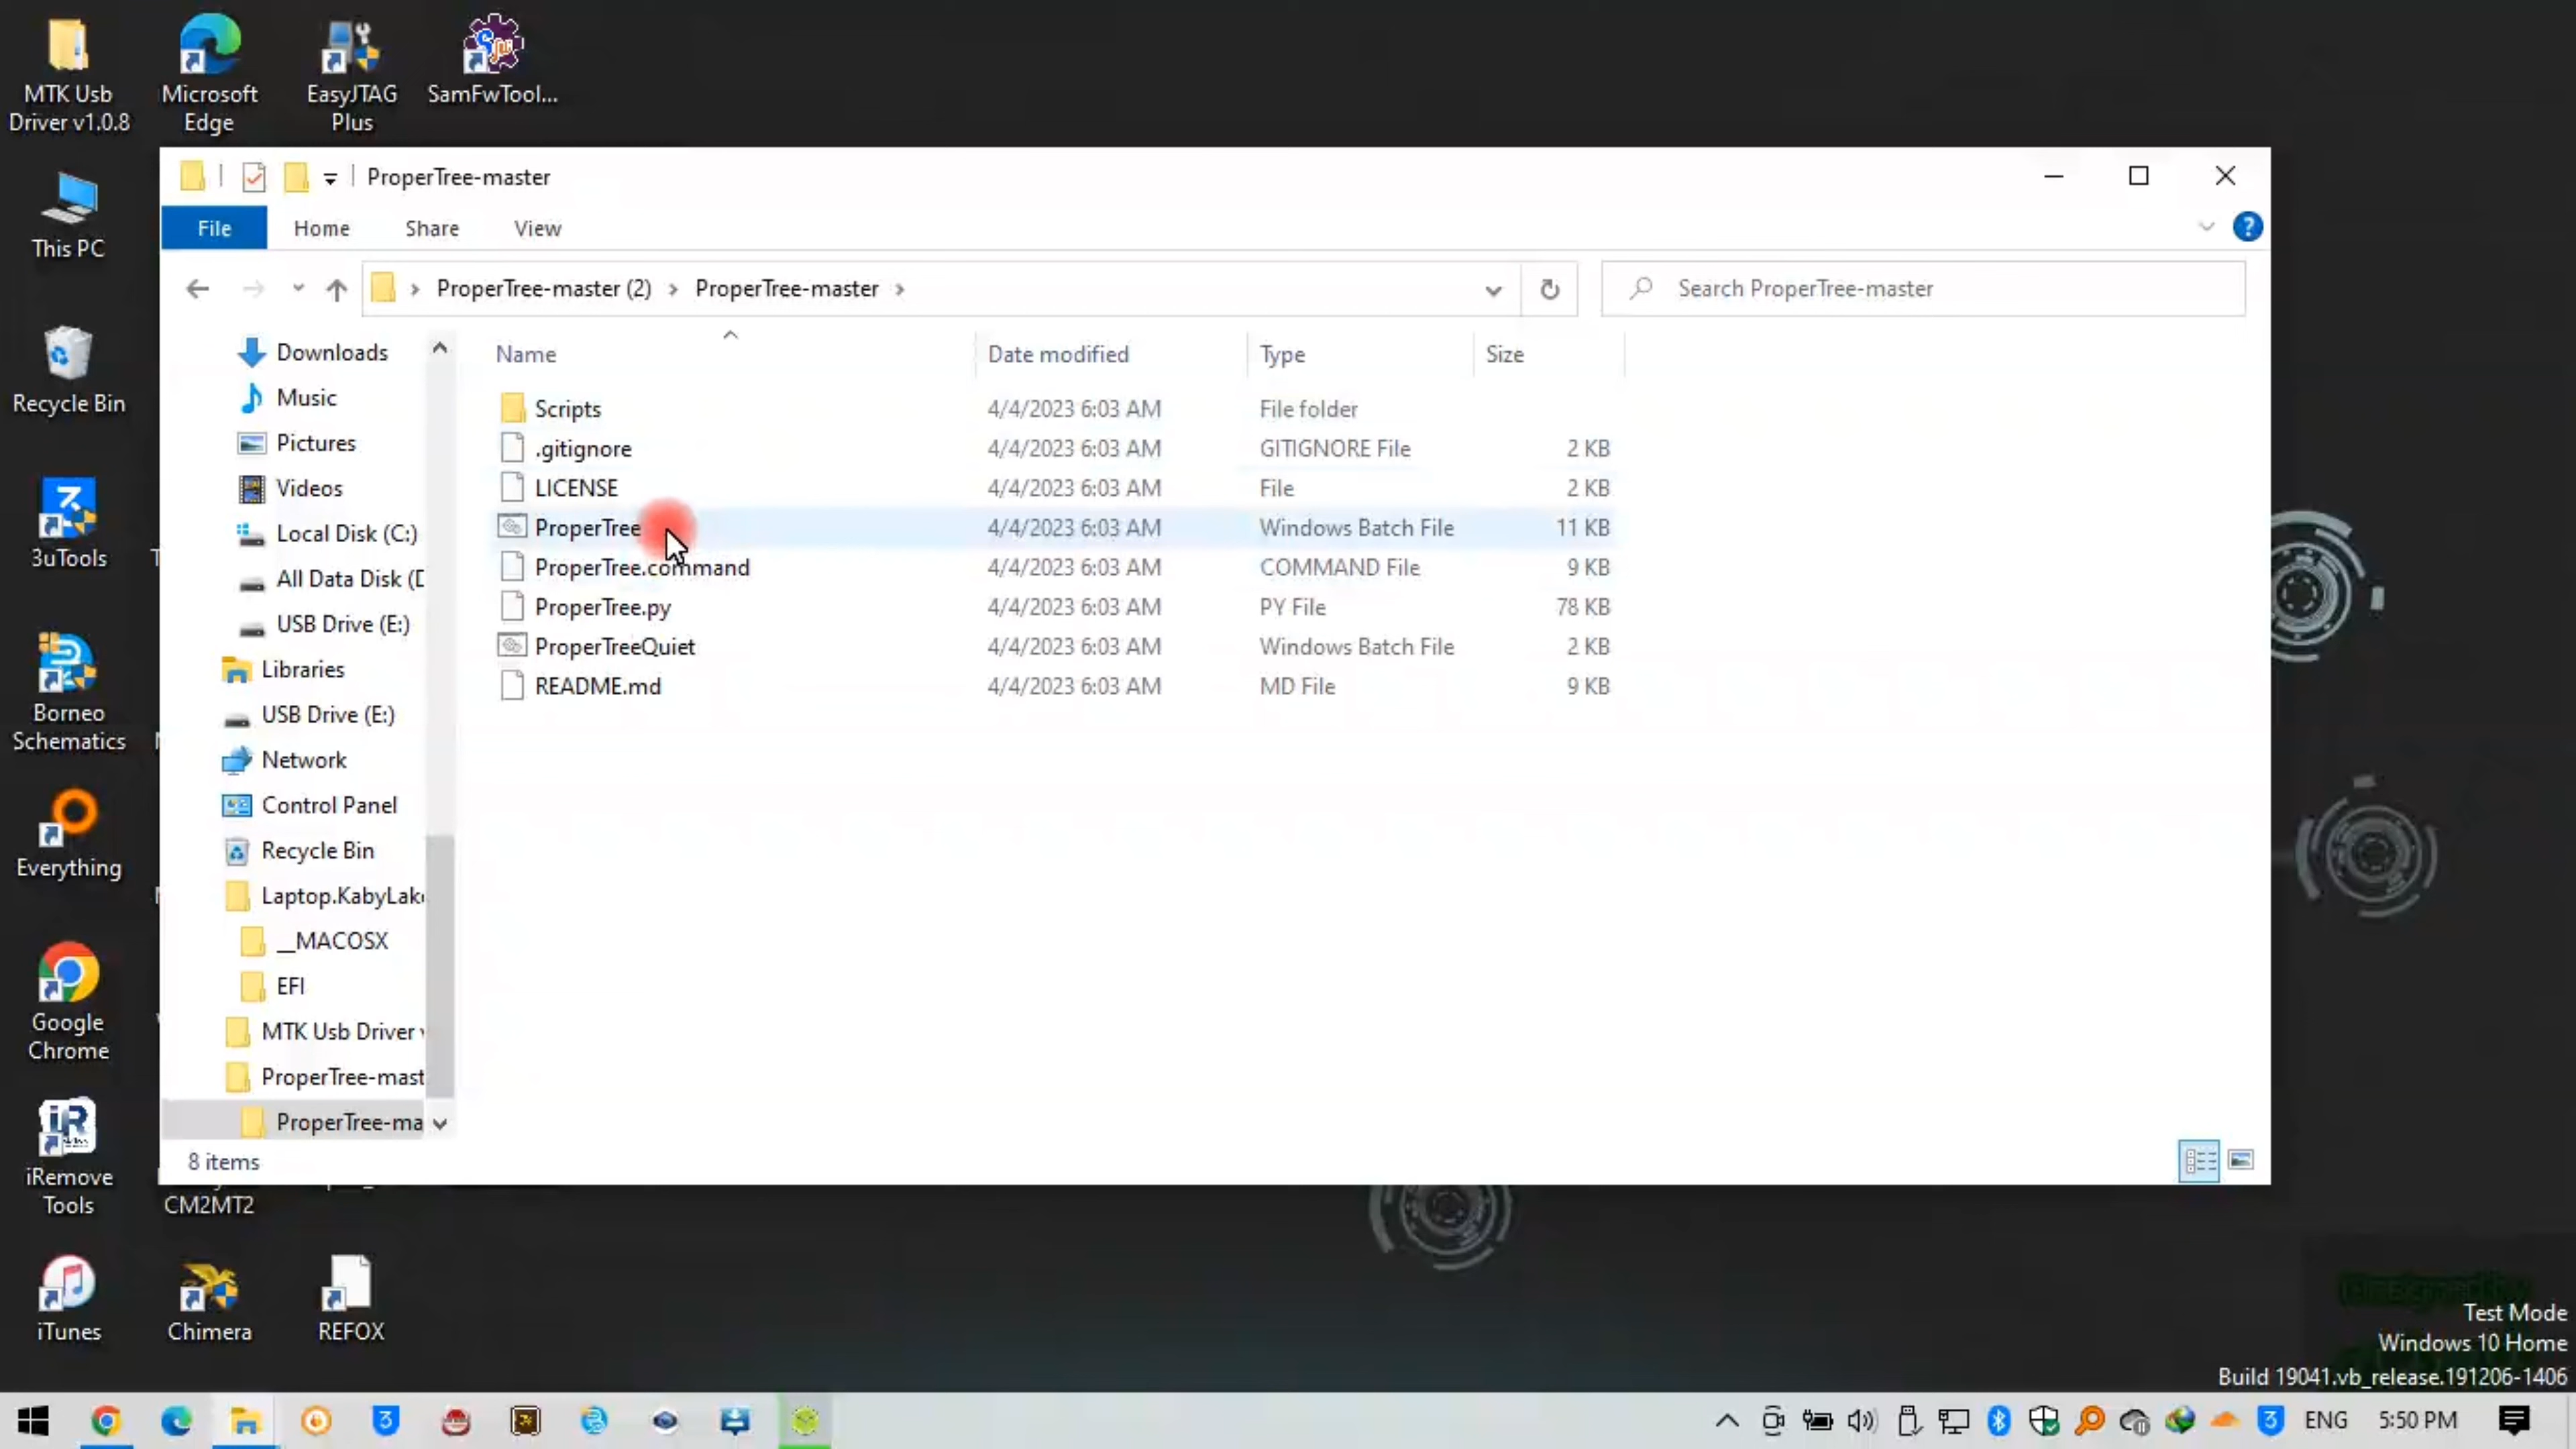 MTK Usb
Driver v1.0.8
Microsoft
Edge
EasyJTAG
Plus
SamFwTool...
This PC
Recycle Bin
3uTools
Borneo
Schematics
Everything
Google
Chrome
iRemove
Tools
CM2MT2
iTunes
Chimera
REFOX
ProperTree-master
File
Home
Share
View
ProperTree-master (2)
ProperTree-master
Search ProperTree-master
Downloads
Music
Pictures
Videos
Local Disk (C:)
All Data Disk (D
USB Drive (E:)
Libraries
USB Drive (E:)
Network
Control Panel
Recycle Bin
Laptop.KabyLake
__MACOSX
EFI
MTK Usb Driver v
ProperTree-mast
ProperTree-ma
Name Date modified Type Size
Scripts 4/4/2023 6:03 AM File folder
.gitignore 4/4/2023 6:03 AM GITIGNORE File 2 KB
LICENSE 4/4/2023 6:03 AM File 2 KB
ProperTree 4/4/2023 6:03 AM Windows Batch File 11 KB
ProperTree.command 4/4/2023 6:03 AM COMMAND File 9 KB
ProperTree.py 4/4/2023 6:03 AM PY File 78 KB
ProperTreeQuiet 4/4/2023 6:03 AM Windows Batch File 2 KB
README.md 4/4/2023 6:03 AM MD File 9 KB
8 items
Test Mode
Windows 10 Home
Build 19041.vb_release.191206-1406
ENG 5:50 PM